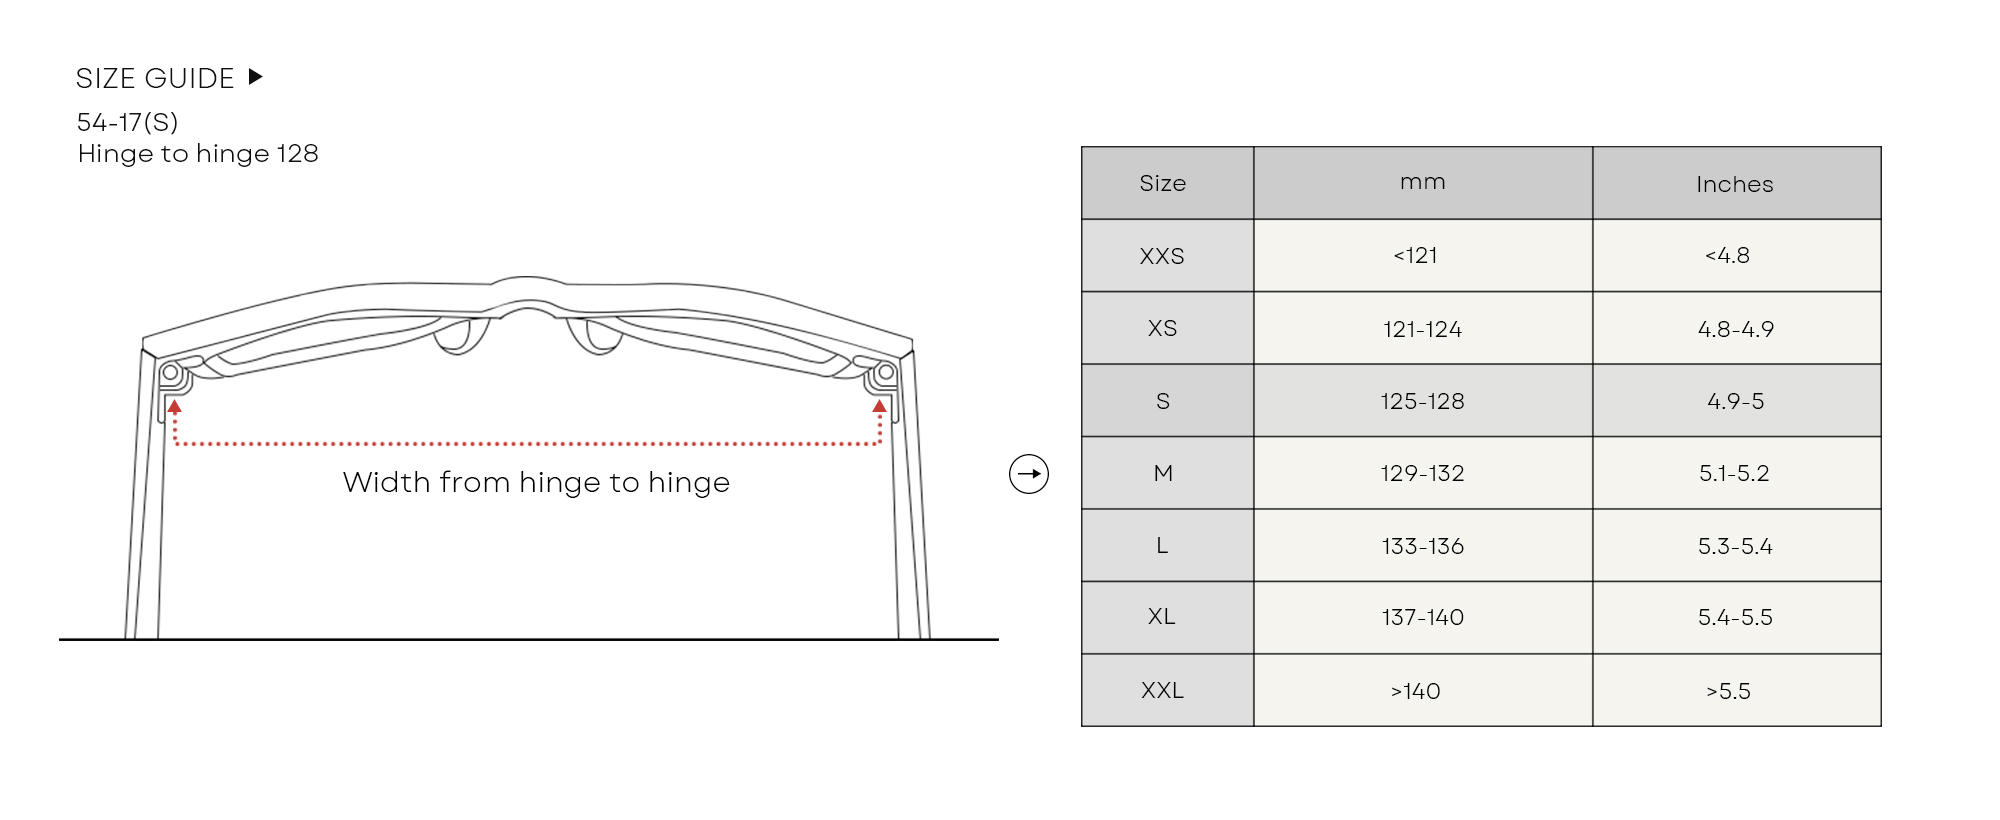 SIZE GUIDE ▶
54-17(S)
Hinge to hinge 128
Width from hinge to hinge
Size mm Inches
XXS <121 <4.8
XS 121-124 4.8-4.9
S 125-128 4.9-5
M 129-132 5.1-5.2
L 133-136 5.3-5.4
XL 137-140 5.4-5.5
XXL >140 >5.5